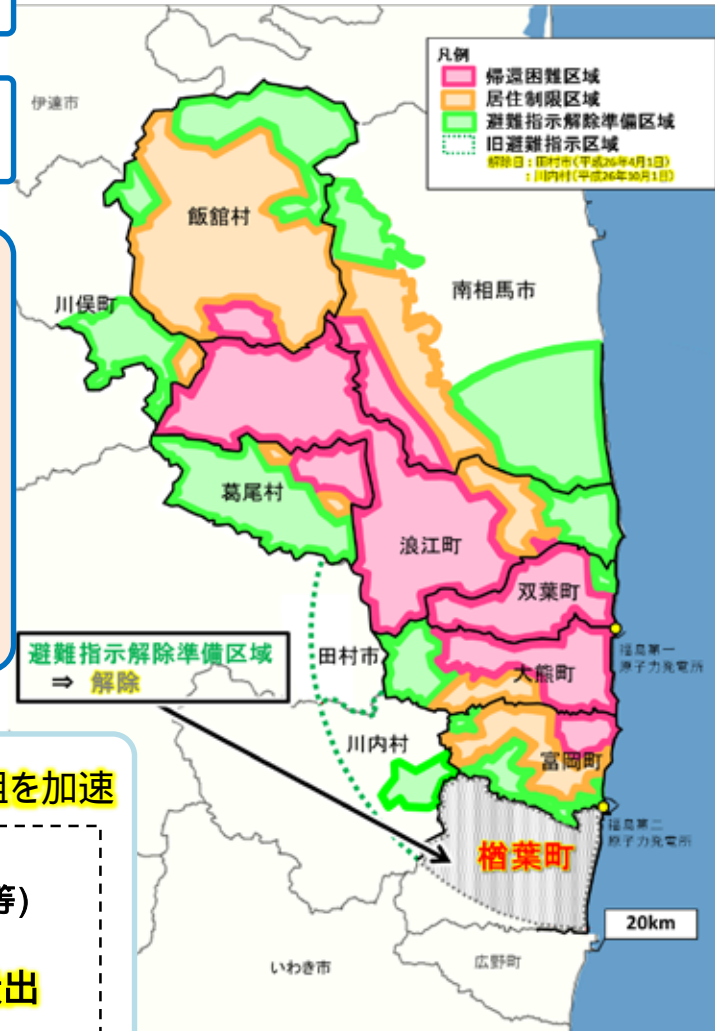 凡例
帰還困難区域
居住制限区域
避難指示解除準備区域
旧避難指示区域
解除日：田村市（平成26年4月1日）
：川内村（平成26年10月1日）
伊達市
飯舘村
南相馬市
川俣町
葛尾村
浪江町
双葉町
福島第一
原子力発電所
避難指示解除準備区域
⇒ 解除
田村市
大熊町
川内村
富岡町
組を加速
福島第二
原子力発電所
楢葉町
等)
20km
いわき市
広野町
出